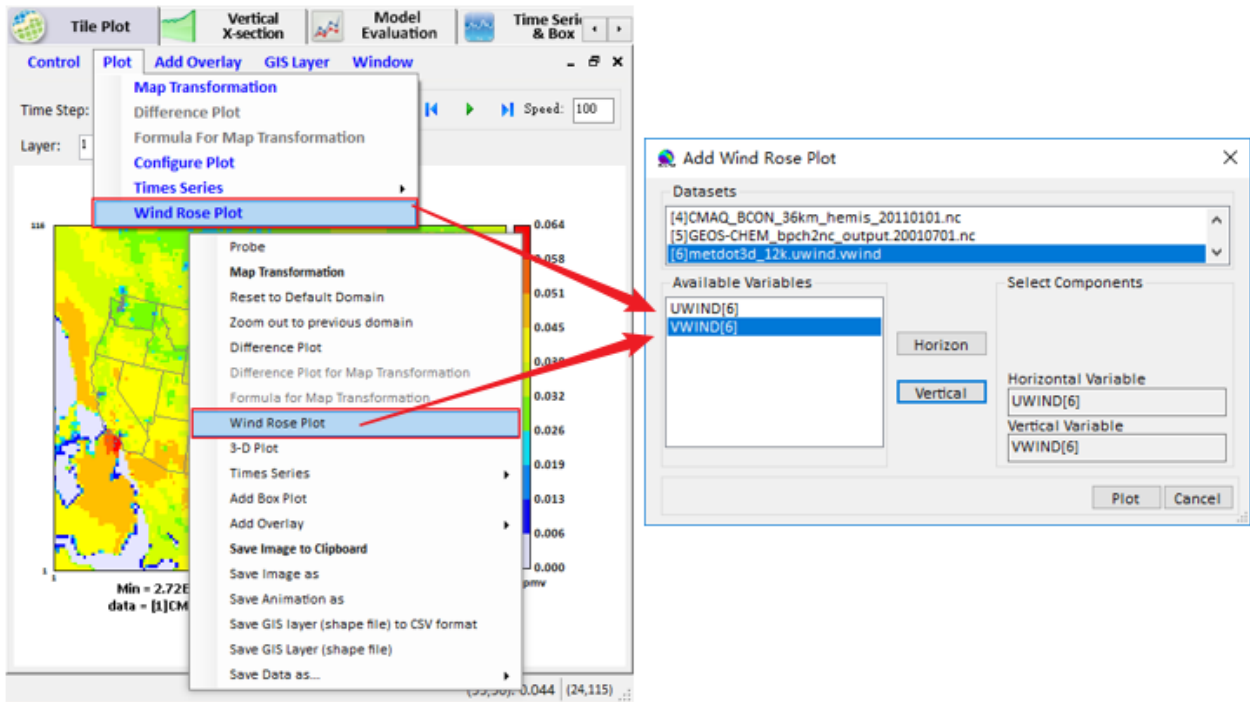 Tile Plot
Vertical
X-section
Model
Evaluation
Time Serie
& Box
Control Plot Add Overlay GIS Layer Window
Time Step:
Speed: 100
Layer: 1
Map Transformation
Difference Plot
Formula For Map Transformation
Configure Plot
Times Series
Wind Rose Plot
Probe
Map Transformation
Reset to Default Domain
Zoom out to previous domain
Difference Plot
Difference Plot for Map Transformation
Formula for Map Transformation
Wind Rose Plot
3-D Plot
Times Series
Add Box Plot
Add Overlay
Save Image to Clipboard
Save Image as
Save Animation as
Save GIS layer (shape file) to CSV format
Save GIS Layer (shape file)
Save Data as...
0.064
0.058
0.051
0.045
0.032
0.026
0.019
0.013
0.006
0.000
pmv
1
1
Min = 2.72E
data = [1]CM
0.044 (24,115)
Add Wind Rose Plot
Datasets
[4]CMAQ_BCON_36km_hemis_20110101.nc
[5]GEOS-CHEM_bpch2nc_output.20010701.nc
[6]metdot3d_12k.uwind.vwind
Available Variables
UWIND[6]
VWIND[6]
Horizon
Vertical
Select Components
Horizontal Variable
UWIND[6]
Vertical Variable
VWIND[6]
Plot Cancel